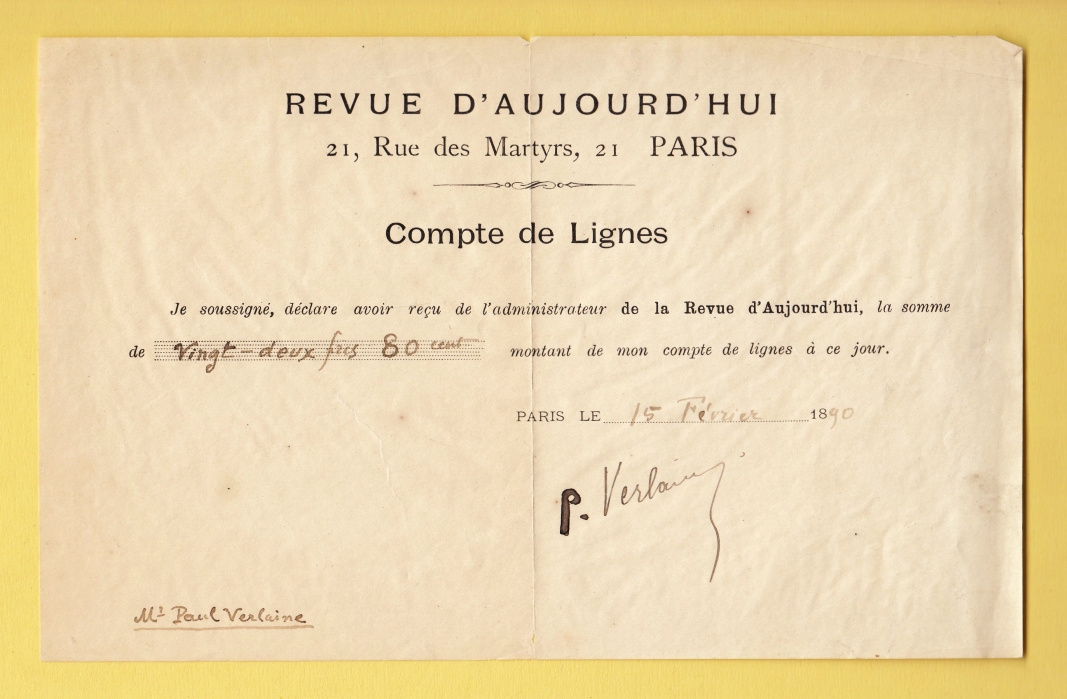 REVUE D'AUJOURD'HUI
21, Rue des Martyrs, 21 PARIS
Compte de Lignes
Je soussigné, déclare avoir reçu de l'administrateur de la Revue d'Aujourd'hui, la somme
de Vingt-deux frcs 80 cent montant de mon compte de lignes à ce jour.
PARIS LE 15 Février 1890
P. Verlaine
Mr Paul Verlaine